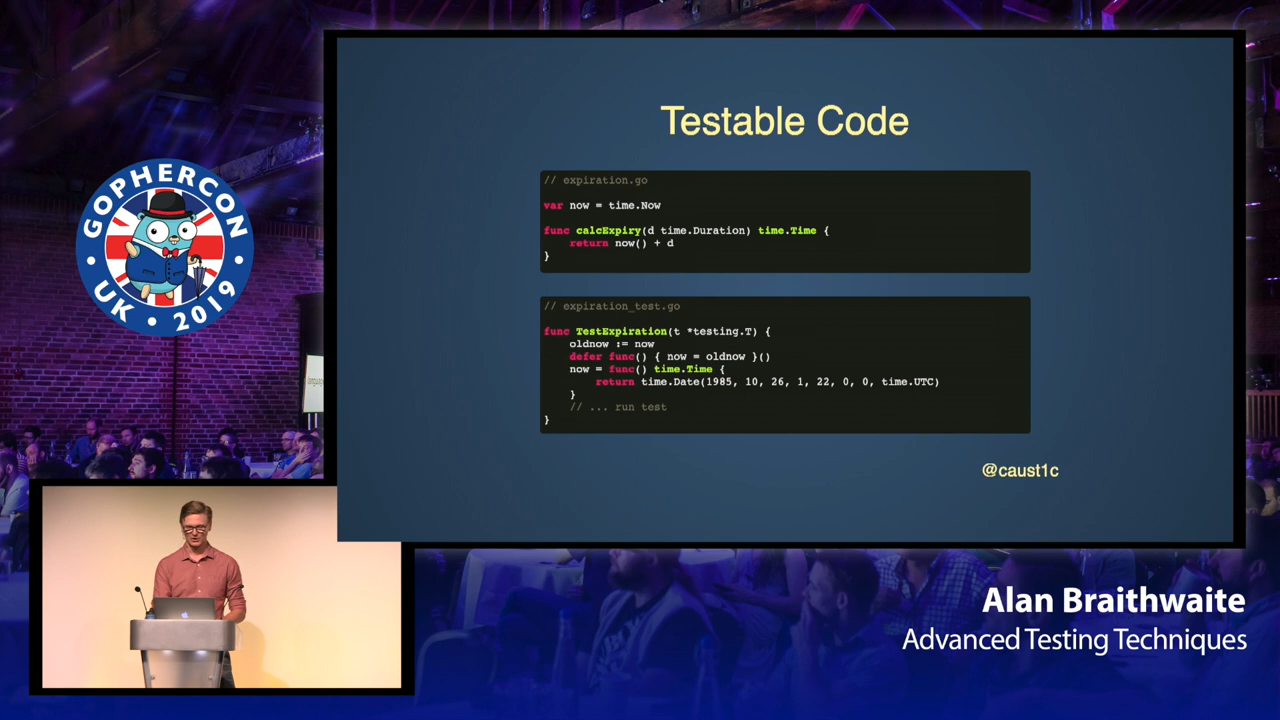 GOPHERCON
UK • 2019
Testable Code
// expiration.go
var now = time.Now
func calcExpiry(d time.Duration) time.Time {
    return now() + d
}
// expiration_test.go
func TestExpiration(t *testing.T) {
    oldnow := now
    defer func() { now = oldnow }()
    now = func() time.Time {
        return time.Date(1985, 10, 26, 1, 22, 0, 0, time.UTC)
    }
    // ... run test
}
@caust1c
Alan Braithwaite
Advanced Testing Techniques